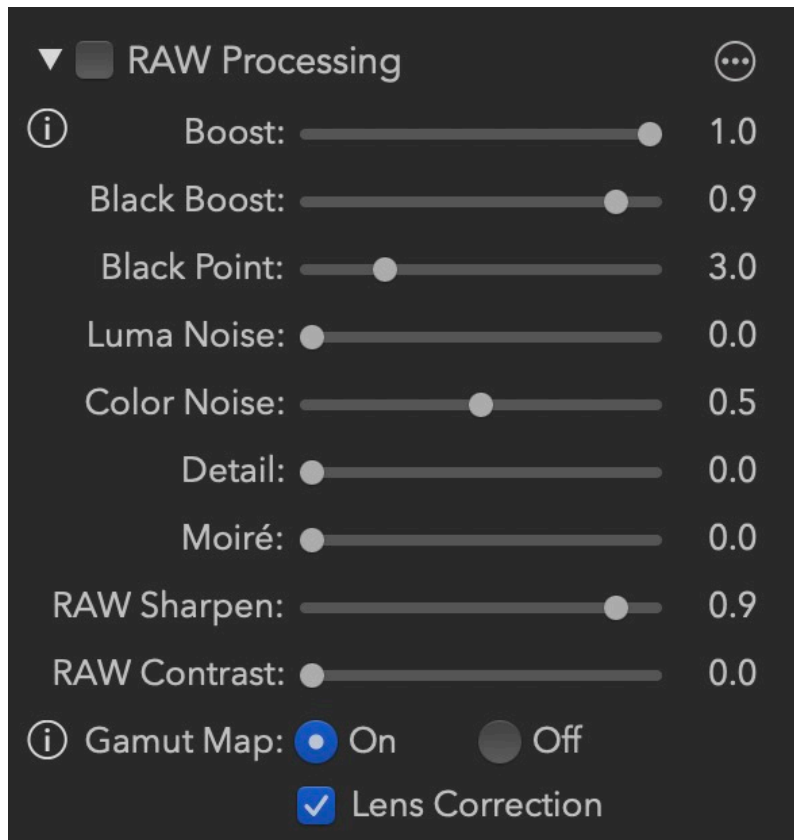 RAW Processing
Boost: 1.0
Black Boost: 0.9
Black Point: 3.0
Luma Noise: 0.0
Color Noise: 0.5
Detail: 0.0
Moiré: 0.0
RAW Sharpen: 0.9
RAW Contrast: 0.0
Gamut Map: On Off
Lens Correction